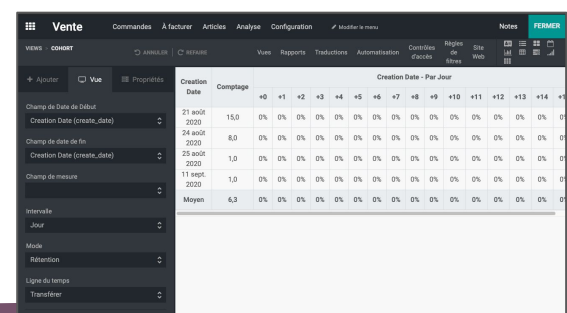 Vente Commandes À facturer Articles Analyse Configuration Modifier le menu Notes FERMER
VIEWS › COHORT ANNULER REFAIRE Vues Rapports Traductions Automatisation Contrôles d'accès Règles de filtres Site Web
+ Ajouter Vue Propriétés
Champ de Date de Début
Creation Date (create_date)
Champ de date de fin
Creation Date (create_date)
Champ de mesure
Intervalle
Jour
Mode
Rétention
Ligne du temps
Transférer
Creation Date Comptage Creation Date - Par Jour
+0 +1 +2 +3 +4 +5 +6 +7 +8 +9 +10 +11 +12 +13 +14
21 août 2020 15,0 0% 0% 0% 0% 0% 0% 0% 0% 0% 0% 0% 0% 0% 0% 0%
24 août 2020 8,0 0% 0% 0% 0% 0% 0% 0% 0% 0% 0% 0% 0% 0% 0% 0%
25 août 2020 1,0 0% 0% 0% 0% 0% 0% 0% 0% 0% 0% 0% 0% 0% 0% 0%
11 sept. 2020 1,0 0% 0% 0% 0% 0% 0% 0% 0% 0% 0% 0% 0% 0% 0% 0%
Moyen 6,3 0% 0% 0% 0% 0% 0% 0% 0% 0% 0% 0% 0% 0% 0% 0%